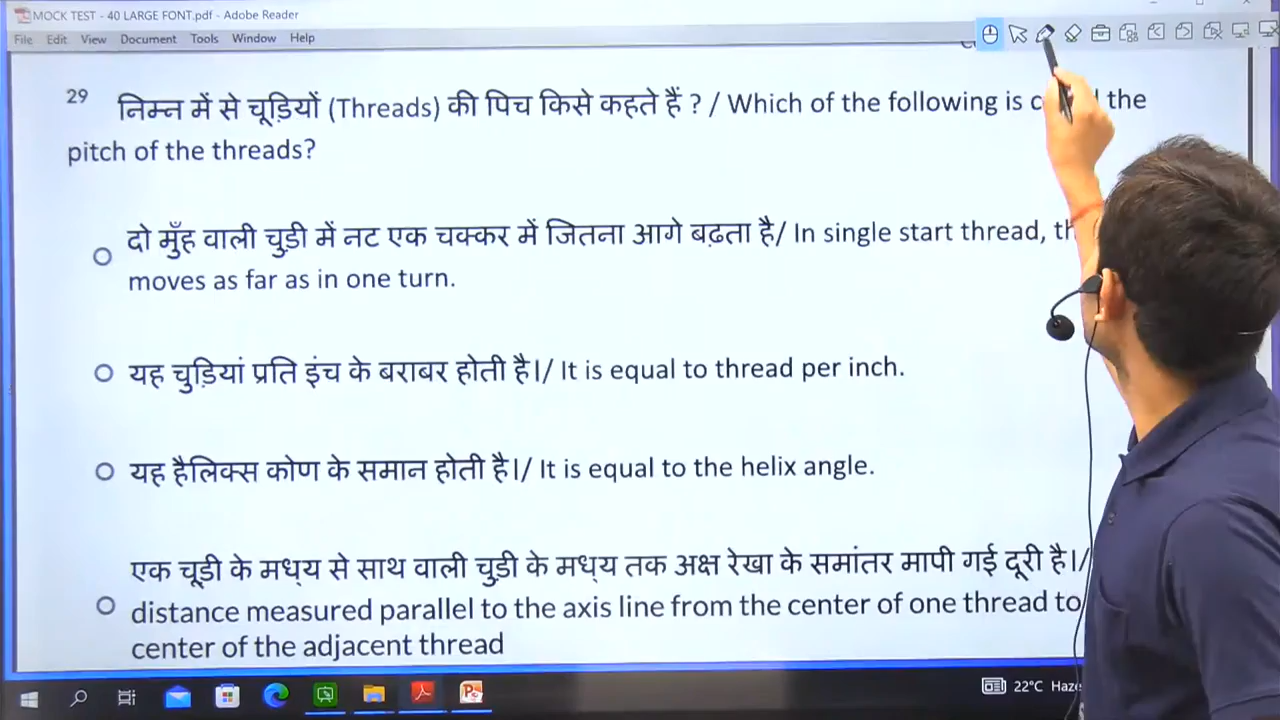 MOCK TEST - 40 LARGE FONT.pdf - Adobe Reader
File Edit View Document Tools Window Help
29 निम्न में से चूड़ियों (Threads) की पिच किसे कहते हैं ? / Which of the following is the
pitch of the threads?
दो मुँह वाली चुड़ी में नट एक चक्कर में जितना आगे बढ़ता है/ In single start thread,
moves as far as in one turn.
यह चुड़ियां प्रति इंच के बराबर होती है।/ It is equal to thread per inch.
यह हैलिक्स कोण के समान होती है।/ It is equal to the helix angle.
एक चूडी के मध्य से साथ वाली चुड़ी के मध्य तक अक्ष रेखा के समांतर मापी गई दूरी है।/
distance measured parallel to the axis line from the center of one thread to
center of the adjacent thread
22°C